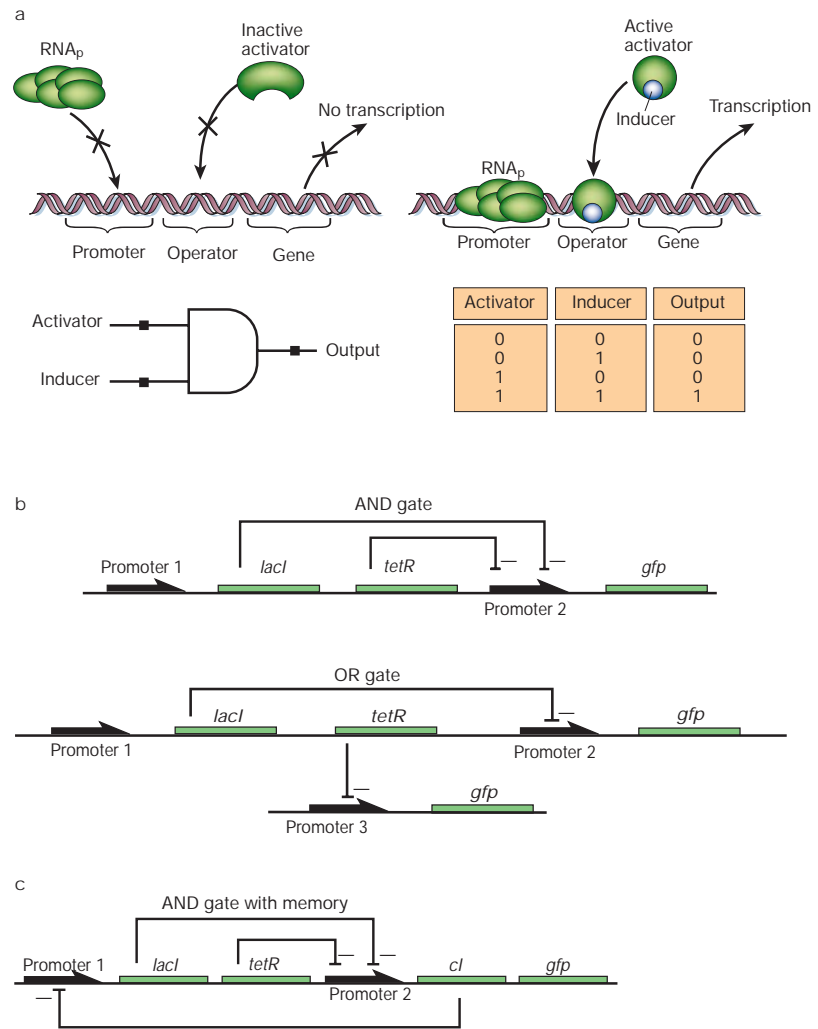 a
RNAp
Inactive
activator
No transcription
Promoter
Operator
Gene
Active
activator
Inducer
Transcription
RNAp
Promoter
Operator
Gene
Activator
Inducer
Output
Activator Inducer Output
0 0 0
0 1 0
1 0 0
1 1 1
b
AND gate
Promoter 1
lacI
tetR
Promoter 2
gfp
OR gate
Promoter 1
lacI
tetR
Promoter 2
gfp
Promoter 3
gfp
c
AND gate with memory
Promoter 1
lacI
tetR
Promoter 2
cI
gfp